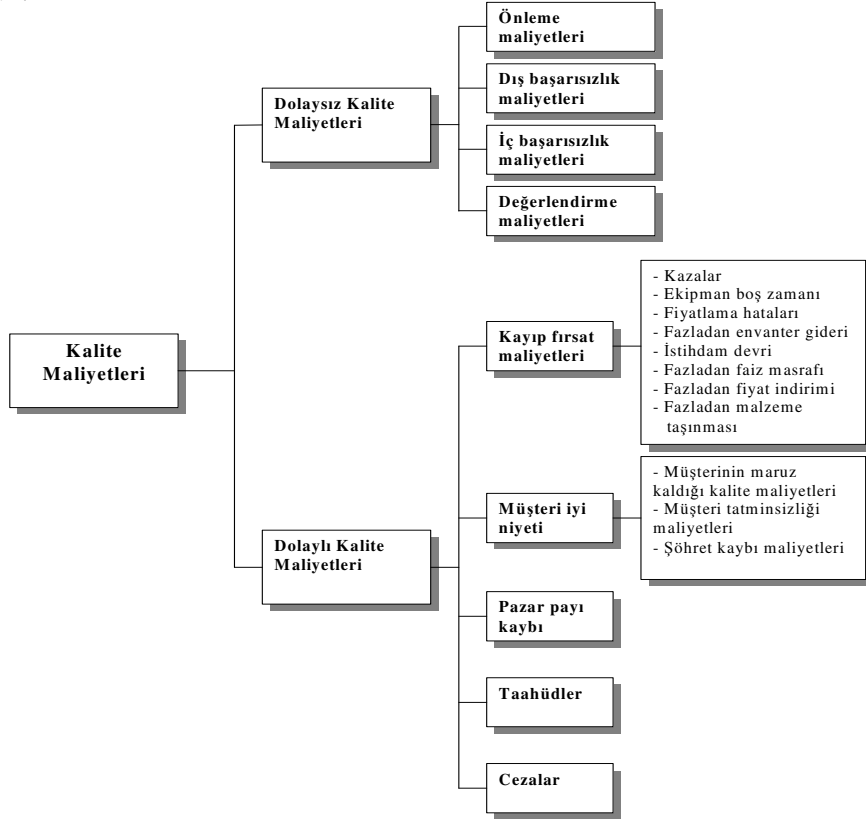 Kalite
Maliyetleri
Dolaysız Kalite
Maliyetleri
Önleme
maliyetleri
Dış başarısızlık
maliyetleri
İç başarısızlık
maliyetleri
Değerlendirme
maliyetleri
Dolaylı Kalite
Maliyetleri
Kayıp fırsat
maliyetleri
- Kazalar
- Ekipman boş zamanı
- Fiyatlama hataları
- Fazladan envanter gideri
- İstihdam devri
- Fazladan faiz masrafı
- Fazladan fiyat indirimi
- Fazladan malzeme
taşınması
Müşteri iyi
niyeti
- Müşterinin maruz
kaldığı kalite maliyetleri
- Müşteri tatminsizliği
maliyetleri
- Şöhret kaybı maliyetleri
Pazar payı
kaybı
Taahüdler
Cezalar